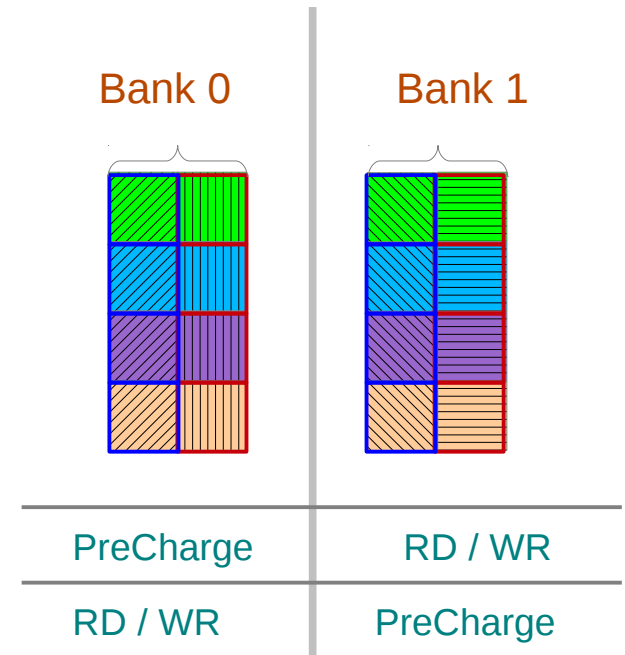 Bank 0
Bank 1
PreCharge
RD / WR
RD / WR
PreCharge